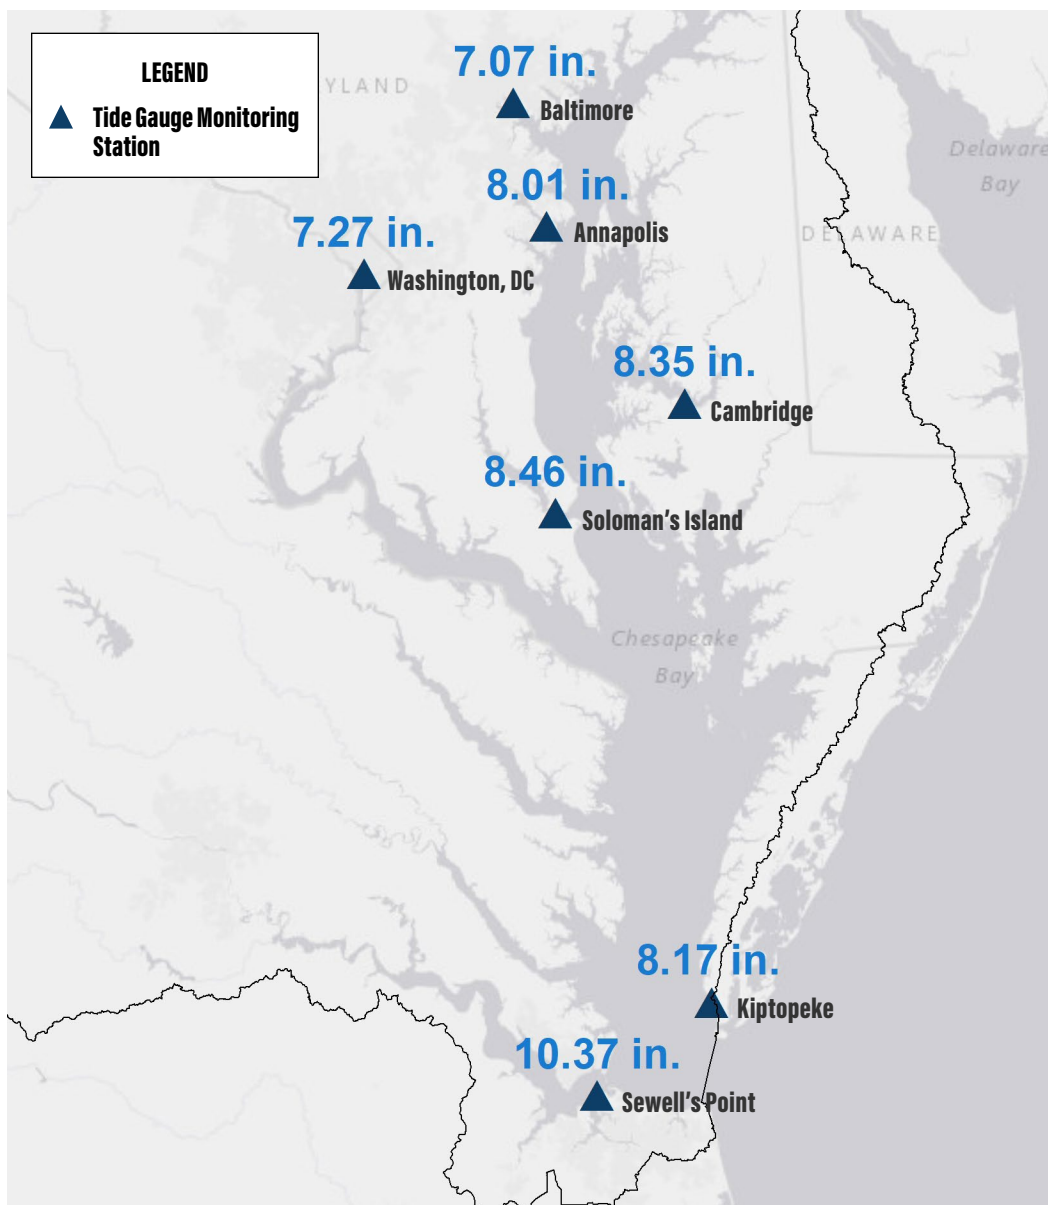 LEGEND
Tide Gauge Monitoring
Station
YLAND
7.07 in.
Baltimore
Delaware
Bay
8.01 in.
Annapolis
DELAWARE
7.27 in.
Washington, DC
8.35 in.
Cambridge
8.46 in.
Soloman's Island
Chesapeake
Bay
8.17 in.
Kiptopeke
10.37 in.
Sewell's Point